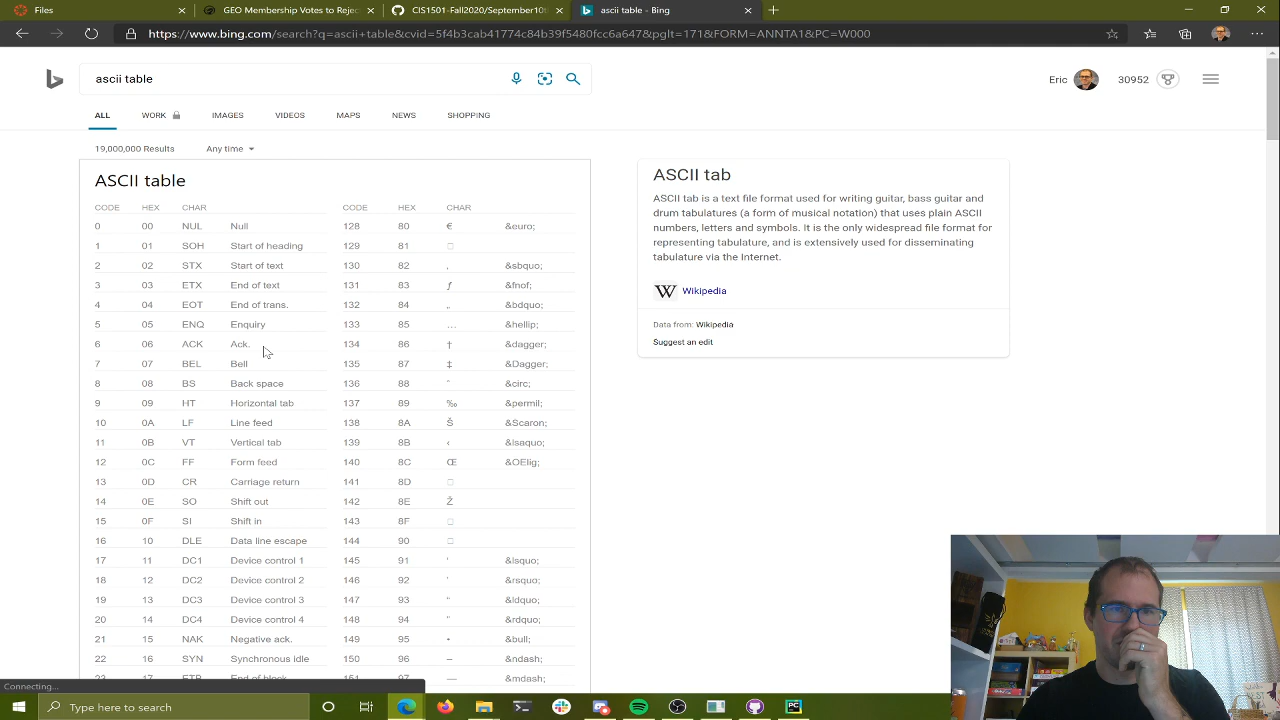 Files
GEO Membership Votes to Rejec
CIS1501-Fall2020/September10th
ascii table - Bing
https://www.bing.com/search?q=ascii+table&cvid=5f4b3cab41774b84b39f5480fcc6a647&pglt=171&FORM=ANNTA1&PC=W000
ascii table
Eric
30952
ALL WORK IMAGES VIDEOS MAPS NEWS SHOPPING
19,000,000 Results Any time
ASCII table
CODE HEX CHAR CODE HEX CHAR
0 00 NUL Null 128 80 € &euro;
1 01 SOH Start of heading 129 81
2 02 STX Start of text 130 82 ‚ &sbquo;
3 03 ETX End of text 131 83 ƒ &fnof;
4 04 EOT End of trans. 132 84 „ &bdquo;
5 05 ENQ Enquiry 133 85 … &hellip;
6 06 ACK Ack. 134 86 † &dagger;
7 07 BEL Bell 135 87 ‡ &Dagger;
8 08 BS Back space 136 88 ˆ &circ;
9 09 HT Horizontal tab 137 89 ‰ &permil;
10 0A LF Line feed 138 8A Š &Scaron;
11 0B VT Vertical tab 139 8B ‹ &lsaquo;
12 0C FF Form feed 140 8C Œ &OElig;
13 0D CR Carriage return 141 8D
14 0E SO Shift out 142 8E Ž
15 0F SI Shift in 143 8F
16 10 DLE Data line escape 144 90
17 11 DC1 Device control 1 145 91 ‘ &lsquo;
18 12 DC2 Device control 2 146 92 ’ &rsquo;
19 13 DC3 Device control 3 147 93 “ &ldquo;
20 14 DC4 Device control 4 148 94 ” &rdquo;
21 15 NAK Negative ack. 149 95 • &bull;
22 16 SYN Synchronous idle 150 96 – &ndash;
23 17 ETB End of block 151 97 — &mdash;
ASCII tab
ASCII tab is a text file format used for writing guitar, bass guitar and
drum tabulatures (a form of musical notation) that uses plain ASCII
numbers, letters and symbols. It is the only widespread file format for
representing tabulature, and is extensively used for disseminating
tabulature via the Internet.
W Wikipedia
Data from: Wikipedia
Suggest an edit
Connecting...
Type here to search